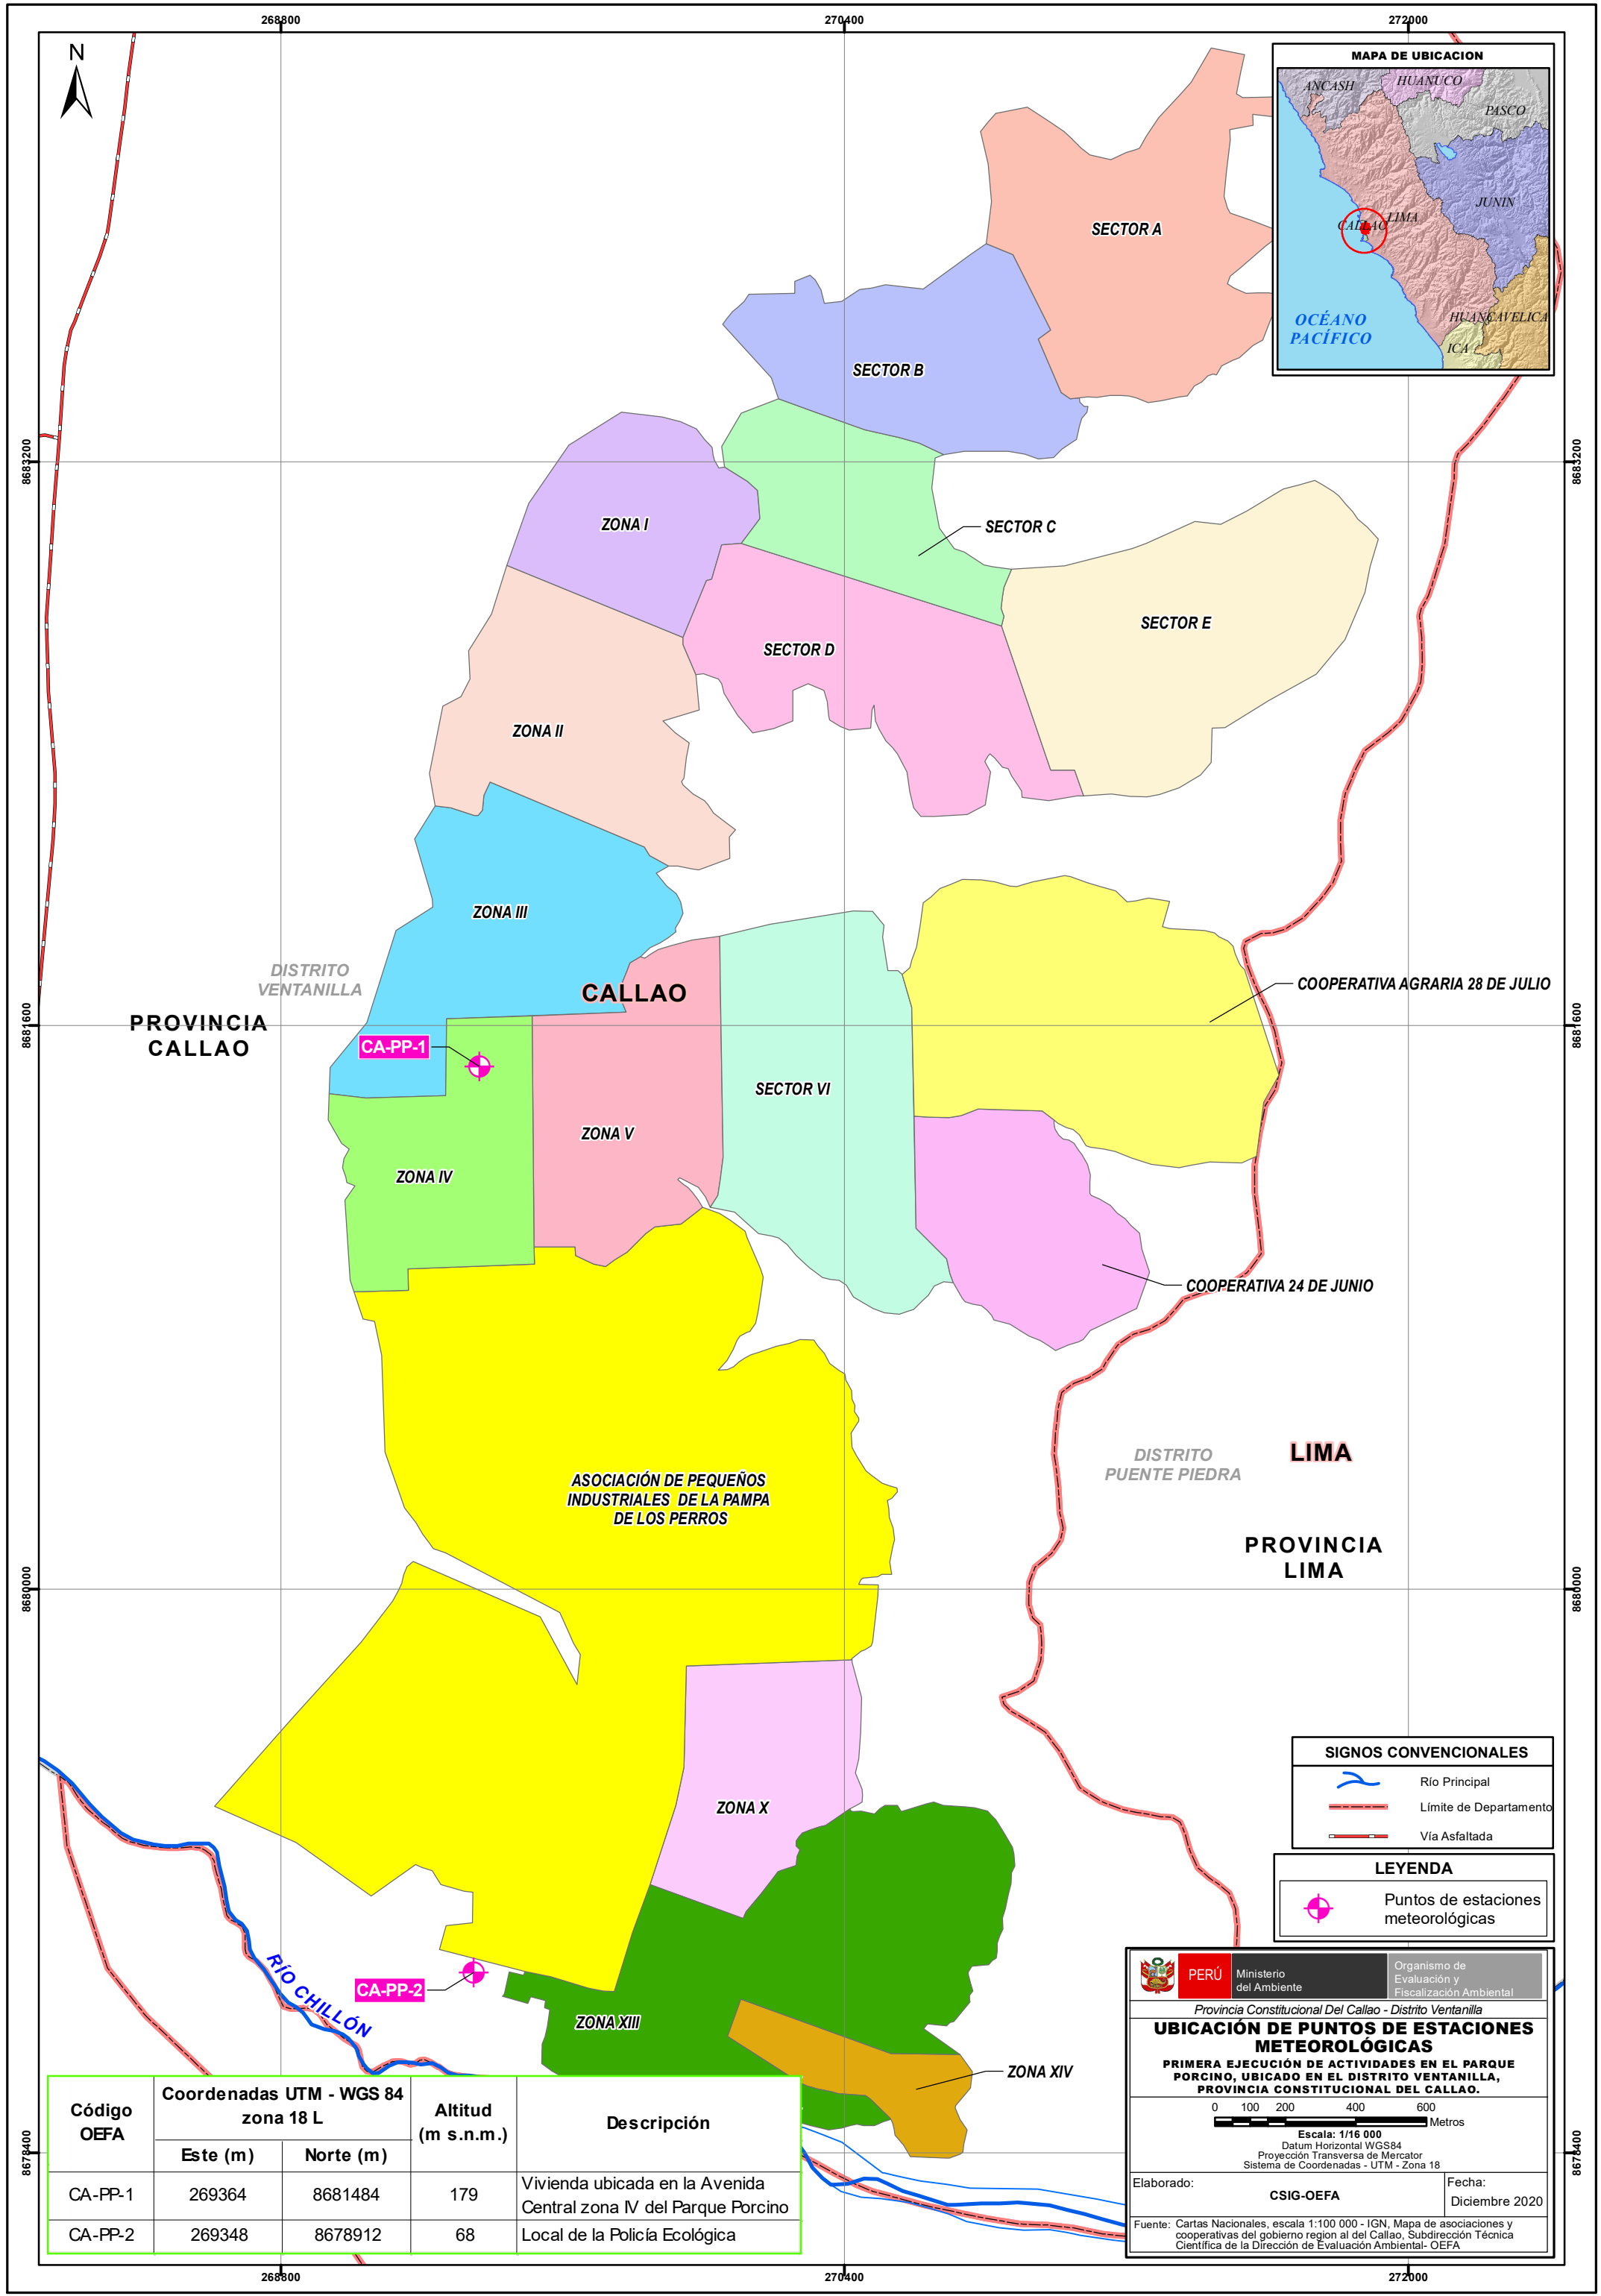 268800
270400
272000
N
MAPA DE UBICACION
ANCASH
HUANUCO
PASCO
JUNIN
LIMA
CALLAO
OCÉANO
PACÍFICO
HUANCAVELICA
ICA
SECTOR A
SECTOR B
8683200
8683200
ZONA I
SECTOR C
SECTOR E
SECTOR D
ZONA II
ZONA III
DISTRITO
VENTANILLA
CALLAO
COOPERATIVA AGRARIA 28 DE JULIO
PROVINCIA
CALLAO
8681600
8681600
CA-PP-1
SECTOR VI
ZONA V
ZONA IV
COOPERATIVA 24 DE JUNIO
DISTRITO
PUENTE PIEDRA
LIMA
ASOCIACIÓN DE PEQUEÑOS
INDUSTRIALES DE LA PAMPA
DE LOS PERROS
PROVINCIA
LIMA
8680000
8680000
ZONA X
SIGNOS CONVENCIONALES
Río Principal
Límite de Departamento
Vía Asfaltada
LEYENDA
Puntos de estaciones
meteorológicas
RÍO CHILLÓN
CA-PP-2
ZONA XIII
ZONA XIV
PERÚ
Ministerio
del Ambiente
Organismo de
Evaluación y
Fiscalización Ambiental
Provincia Constitucional Del Callao - Distrito Ventanilla
UBICACIÓN DE PUNTOS DE ESTACIONES
METEOROLÓGICAS
PRIMERA EJECUCIÓN DE ACTIVIDADES EN EL PARQUE
PORCINO, UBICADO EN EL DISTRITO VENTANILLA,
PROVINCIA CONSTITUCIONAL DEL CALLAO.
0 100 200 400 600
Metros
Escala: 1/16 000
Datum Horizontal WGS84
Proyección Transversa de Mercator
Sistema de Coordenadas - UTM - Zona 18
Elaborado:
CSIG-OEFA
Fecha:
Diciembre 2020
Fuente: Cartas Nacionales, escala 1:100 000 - IGN, Mapa de asociaciones y
cooperativas del gobierno region al del Callao, Subdirección Técnica
Científica de la Dirección de Evaluación Ambiental- OEFA
8678400
8678400
Código
OEFA
Coordenadas UTM - WGS 84
zona 18 L
Altitud
(m s.n.m.)
Descripción
Este (m)
Norte (m)
CA-PP-1 269364 8681484 179 Vivienda ubicada en la Avenida
Central zona IV del Parque Porcino
CA-PP-2 269348 8678912 68 Local de la Policía Ecológica
268800
270400
272000